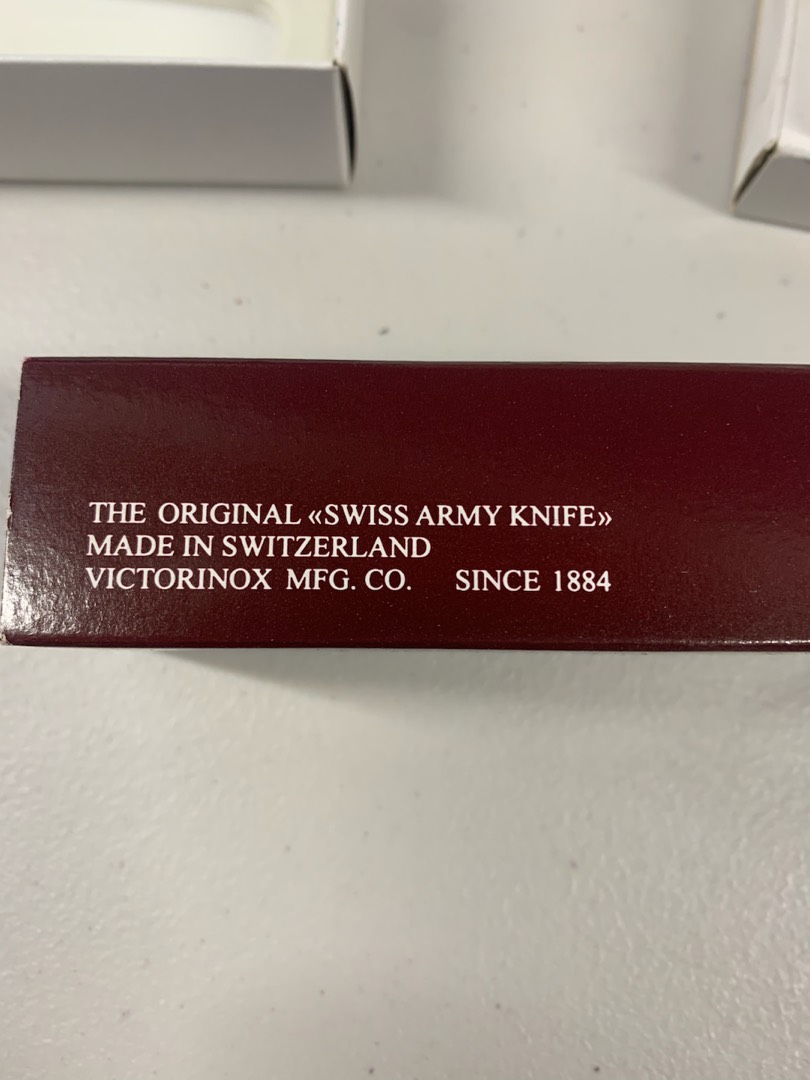 THE ORIGINAL «SWISS ARMY KNIFE»
MADE IN SWITZERLAND
VICTORINOX MFG. CO. SINCE 1884